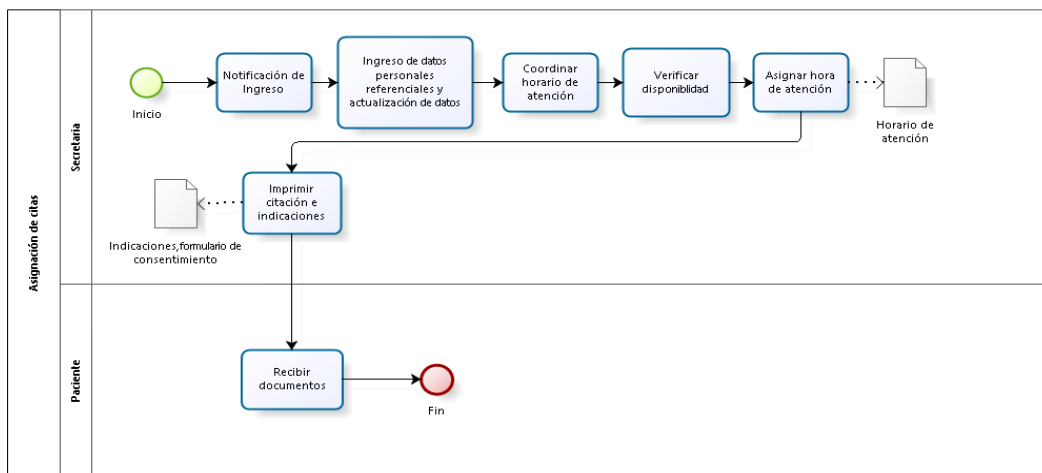 Asignación de citas
Secretaria
Inicio
Notificación de
Ingreso
Ingreso de datos
personales
referenciales y
actualización de datos
Coordinar
horario de
atención
Verificar
disponiblidad
Asignar hora
de atención
Horario de
atención
Imprimir
citación e
indicaciones
Indicaciones,formulario de
consentimiento
Paciente
Recibir
documentos
Fin